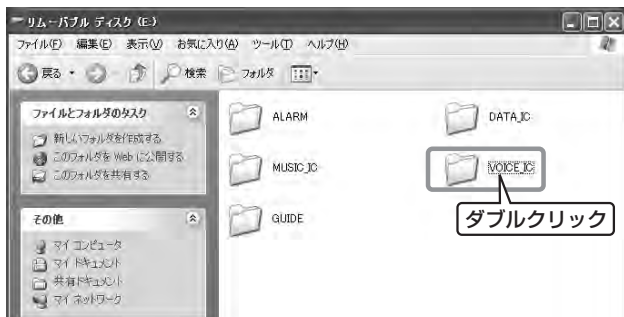 リムーバブル ディスク (E:)
ファイル(F) 編集(E) 表示(V) お気に入り(A) ツール(T) ヘルプ(H)
戻る 検索 フォルダ
ファイルとフォルダのタスク
新しいフォルダを作成する
このフォルダを Web に公開する
このフォルダを共有する
その他
マイ コンピュータ
マイ ドキュメント
共有ドキュメント
マイ ネットワーク
ALARM
DATA_IC
MUSIC_IC
VOICE_IC
GUIDE
ダブルクリック